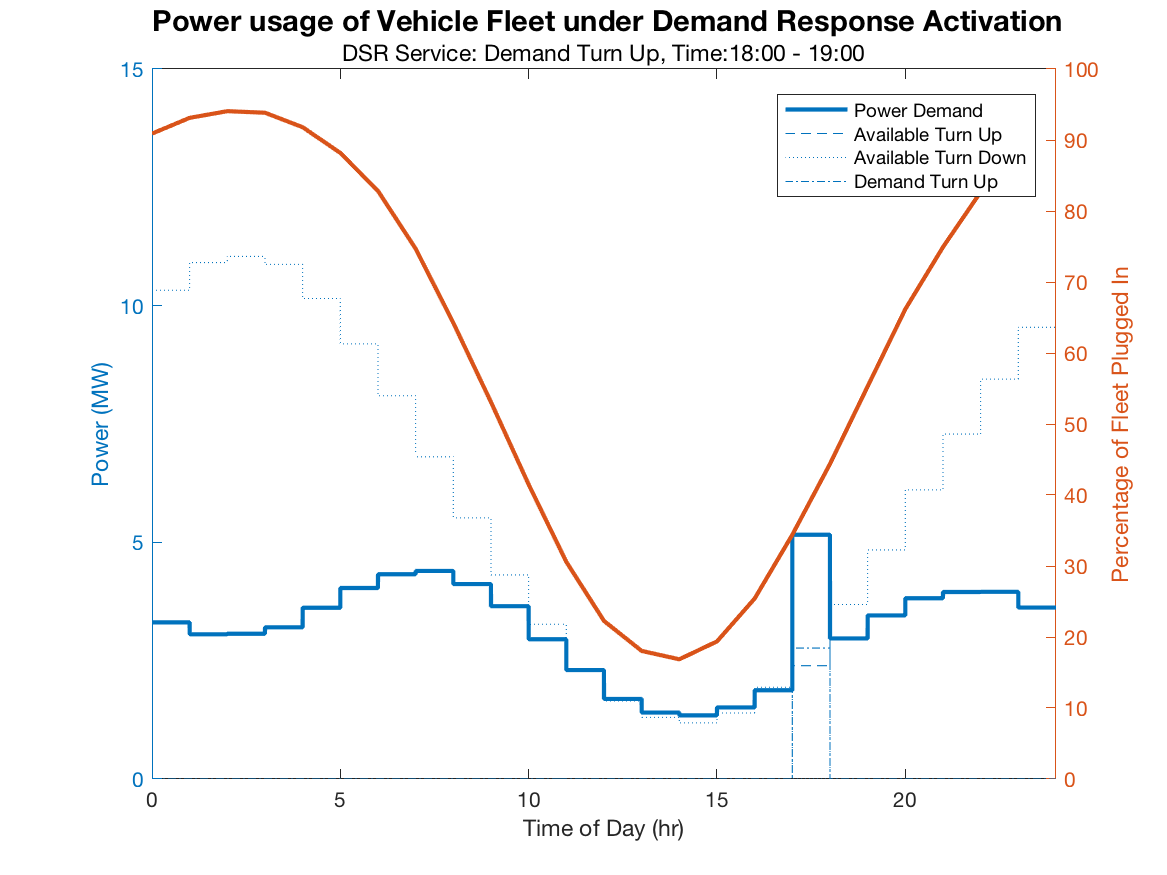 Power usage of Vehicle Fleet under Demand Response Activation
DSR Service: Demand Turn Up, Time:18:00 - 19:00
15
10
5
0
Power (MW)
Power Demand
Available Turn Up
Available Turn Down
Demand Turn Up
100
90
80
70
60
50
40
30
20
10
0
Percentage of Fleet Plugged In
0
5
10
15
20
Time of Day (hr)